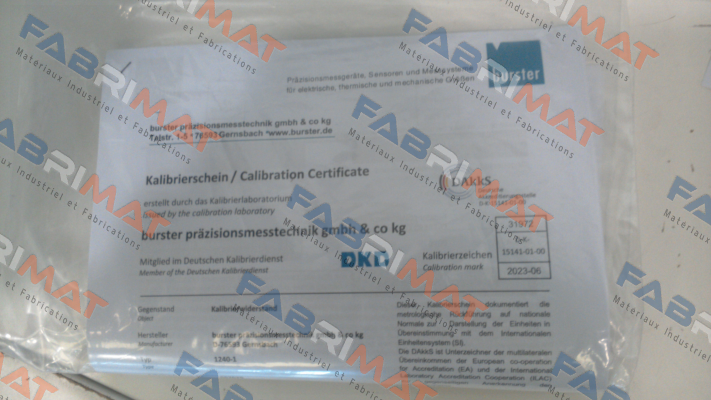 Präzisionsmessgeräte, Sensoren und Messsysteme
für elektrische, thermische und mechanische Größen
burster
burster präzisionsmesstechnik gmbh & co kg
Talstr. 1-5 * 76593 Gernsbach *www.burster.de
Kalibrierschein / Calibration Certificate
erstellt durch das Kalibrierlaboratorium
issued by the calibration laboratory
burster präzisionsmesstechnik gmbh & co kg
DAkkS
Deutsche
Akkreditierungsstelle
D-K-15141-01-00
Mitglied im Deutschen Kalibrierdienst
Member of the Deutschen Kalibrierdienst
DKD
Kalibrierzeichen
Calibration mark
31972
D-K-
15141-01-00
2023-06
Gegenstand
Object
Kalibrierwiderstand
Hersteller
Manufacturer
burster präzisionsmesstechnik gmbh & co kg
D-76593 Gernsbach
Typ
Type
1240-1
Dieser Kalibrierschein dokumentiert die
metrologische Rückführung auf nationale
Normale zur Darstellung der Einheiten in
Übereinstimmung mit dem Internationalen
Einheitensystem (SI).
Die DAkkS ist Unterzeichner der multilateralen
Übereinkommen der European co-operation
for Accreditation (EA) und der International
Laboratory Accreditation Cooperation (ILAC)
FABRIMAT
Materiaux Industriel et Fabrications